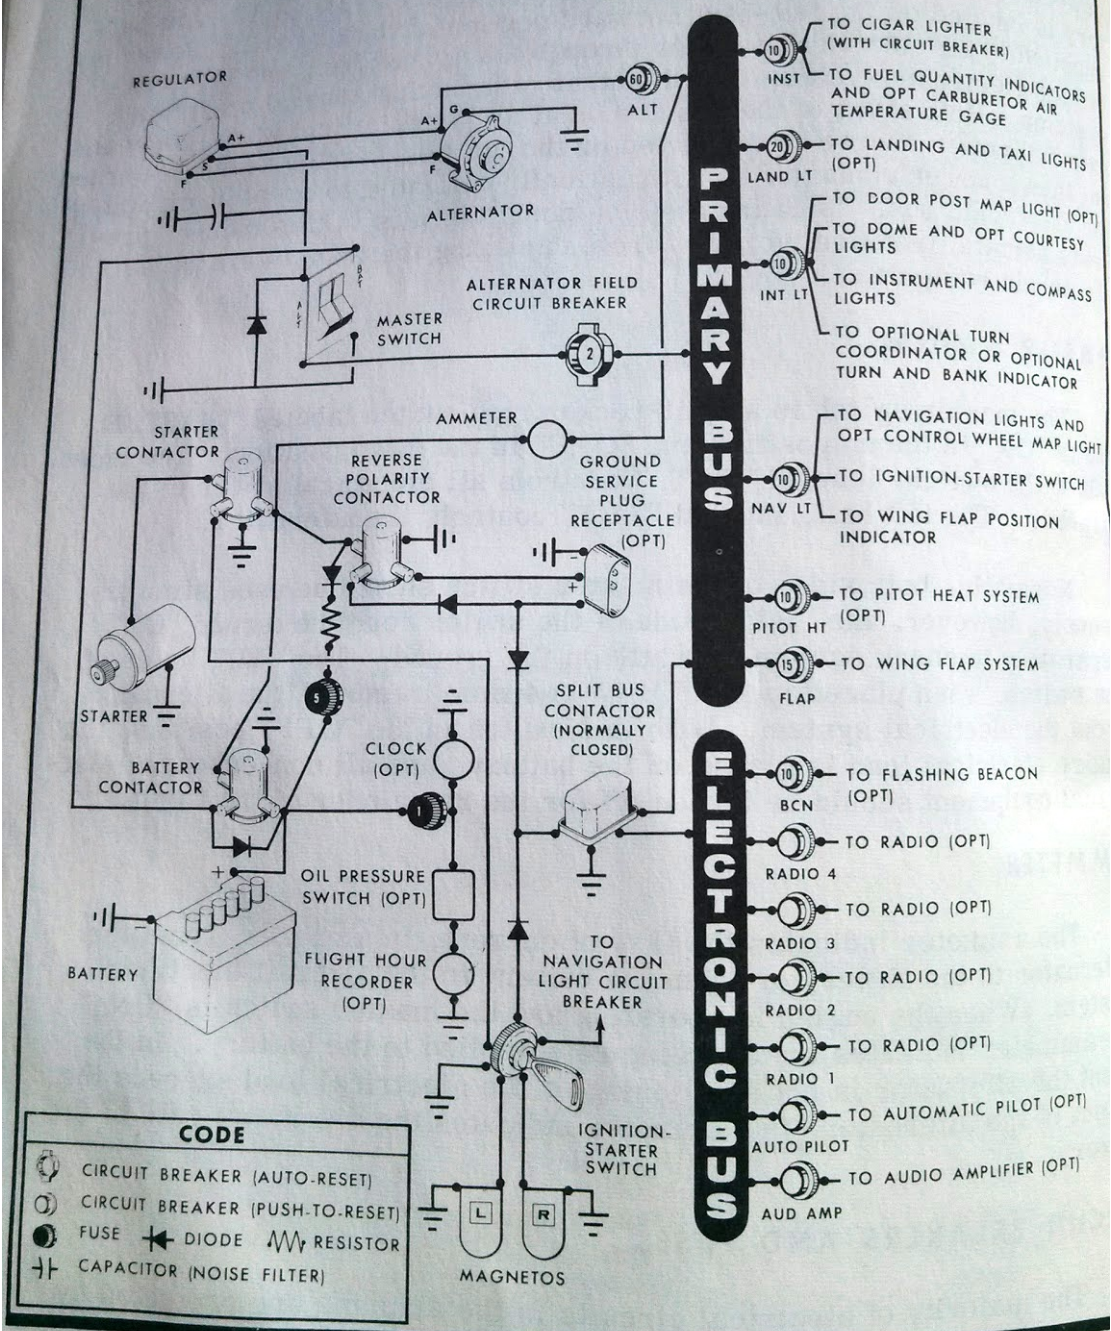 REGULATOR
A+
S
F
A+
G
F
ALTERNATOR
60
ALT
PRIMARY BUS
10
INST
TO CIGAR LIGHTER
(WITH CIRCUIT BREAKER)
TO FUEL QUANTITY INDICATORS
AND OPT CARBURETOR AIR
TEMPERATURE GAGE
20
LAND LT
TO LANDING AND TAXI LIGHTS
(OPT)
10
INT LT
TO DOOR POST MAP LIGHT (OPT)
TO DOME AND OPT COURTESY
LIGHTS
TO INSTRUMENT AND COMPASS
LIGHTS
TO OPTIONAL TURN
COORDINATOR OR OPTIONAL
TURN AND BANK INDICATOR
BAT
ALT
MASTER
SWITCH
ALTERNATOR FIELD
CIRCUIT BREAKER
2
AMMETER
10
NAV LT
TO NAVIGATION LIGHTS AND
OPT CONTROL WHEEL MAP LIGHT
TO IGNITION-STARTER SWITCH
TO WING FLAP POSITION
INDICATOR
STARTER
CONTACTOR
REVERSE
POLARITY
CONTACTOR
GROUND
SERVICE
PLUG
RECEPTACLE
(OPT)
−
+
+
10
PITOT HT
TO PITOT HEAT SYSTEM
(OPT)
15
FLAP
TO WING FLAP SYSTEM
STARTER
5
BATTERY
CONTACTOR
CLOCK
(OPT)
1
SPLIT BUS
CONTACTOR
(NORMALLY
CLOSED)
ELECTRONIC BUS
10
BCN
TO FLASHING BEACON
(OPT)
RADIO 4
TO RADIO (OPT)
RADIO 3
TO RADIO (OPT)
RADIO 2
TO RADIO (OPT)
RADIO 1
TO RADIO (OPT)
AUTO PILOT
TO AUTOMATIC PILOT (OPT)
AUD AMP
TO AUDIO AMPLIFIER (OPT)
OIL PRESSURE
SWITCH (OPT)
FLIGHT HOUR
RECORDER
(OPT)
+
−
BATTERY
TO
NAVIGATION
LIGHT CIRCUIT
BREAKER
IGNITION-
STARTER
SWITCH
L
R
MAGNETOS
CODE
CIRCUIT BREAKER (AUTO-RESET)
CIRCUIT BREAKER (PUSH-TO-RESET)
FUSE DIODE RESISTOR
CAPACITOR (NOISE FILTER)